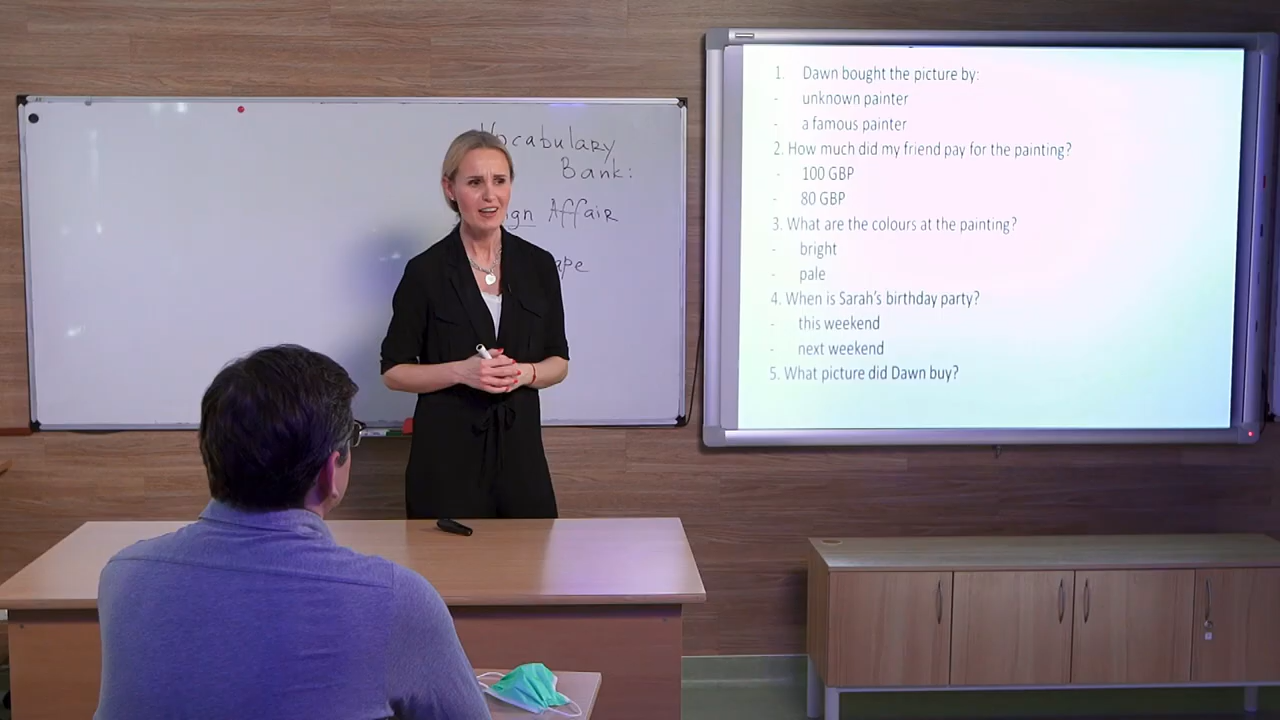 Vocabulary
Bank:
Affair
1. Dawn bought the picture by:
- unknown painter
- a famous painter
2. How much did my friend pay for the painting?
- 100 GBP
- 80 GBP
3. What are the colours at the painting?
- bright
- pale
4. When is Sarah's birthday party?
- this weekend
- next weekend
5. What picture did Dawn buy?